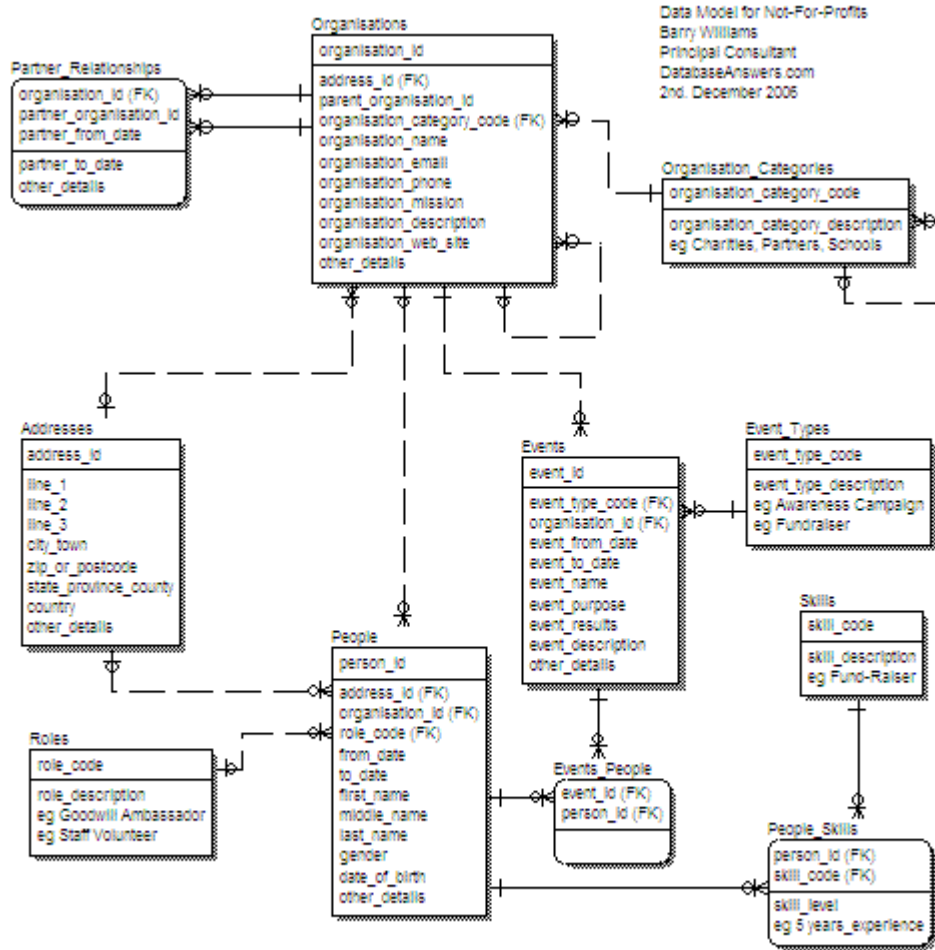 Data Model for Not-For-Profits
Barry Williams
Principal Consultant
DatabaseAnswers.com
2nd. December 2006
Organisations
organisation_id
address_id (FK)
parent_organisation_id
organisation_category_code (FK)
organisation_name
organisation_email
organisation_phone
organisation_mission
organisation_description
organisation_web_site
other_details
Partner_Relationships
organisation_id (FK)
partner_organisation_id
partner_from_date
partner_to_date
other_details
Organisation_Categories
organisation_category_code
organisation_category_description
eg Charities, Partners, Schools
Addresses
address_id
line_1
line_2
line_3
city_town
zip_or_postcode
state_province_county
country
other_details
Events
event_id
event_type_code (FK)
organisation_id (FK)
event_from_date
event_to_date
event_name
event_purpose
event_results
event_description
other_details
Event_Types
event_type_code
event_type_description
eg Awareness Campaign
eg Fundraiser
Skills
skill_code
skill_description
eg Fund-Raiser
People
person_id
address_id (FK)
organisation_id (FK)
role_code (FK)
from_date
to_date
first_name
middle_name
last_name
gender
date_of_birth
other_details
Roles
role_code
role_description
eg Goodwill Ambassador
eg Staff Volunteer
Events_People
event_id (FK)
person_id (FK)
People_Skills
person_id (FK)
skill_code (FK)
skill_level
eg 5 years_experience